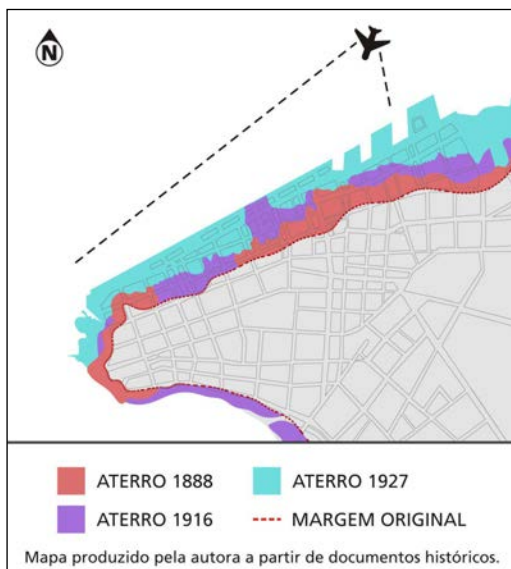 N
ATERRO 1888
ATERRO 1927
ATERRO 1916
MARGEM ORIGINAL
Mapa produzido pela autora a partir de documentos históricos.